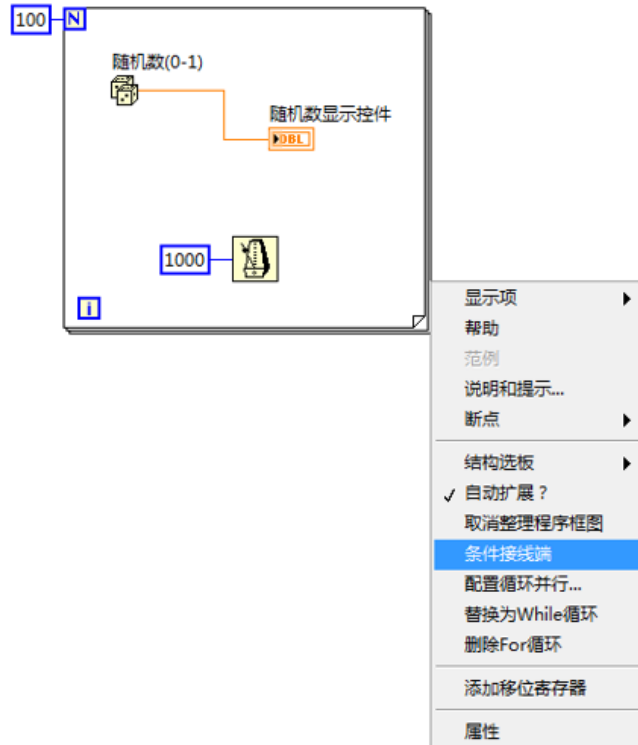 100
N
随机数(0-1)
随机数显示控件
DBL
1000
i
显示项
帮助
范例
说明和提示...
断点
结构选板
自动扩展？
取消整理程序框图
条件接线端
配置循环并行...
替换为While循环
删除For循环
添加移位寄存器
属性